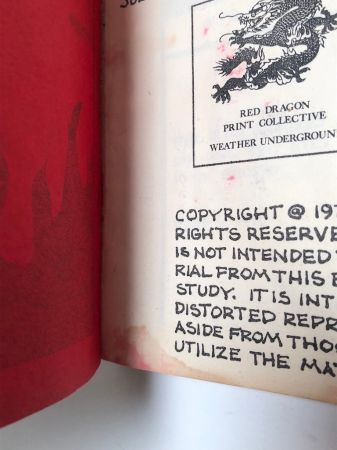 RED DRAGON
PRINT COLLECTIVE
WEATHER UNDERGROUN
COPYRIGHT @ 197
RIGHTS RESERVE
IS NOT INTENDED
RIAL FROM THIS
STUDY. IT IS INT
DISTORTED REPR
ASIDE FROM THO
UTILIZE THE MA